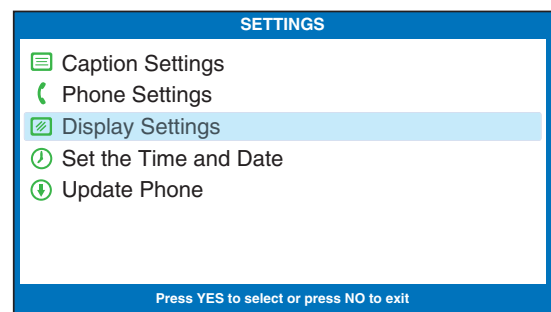 SETTINGS
Caption Settings
Phone Settings
Display Settings
Set the Time and Date
Update Phone
Press YES to select or press NO to exit